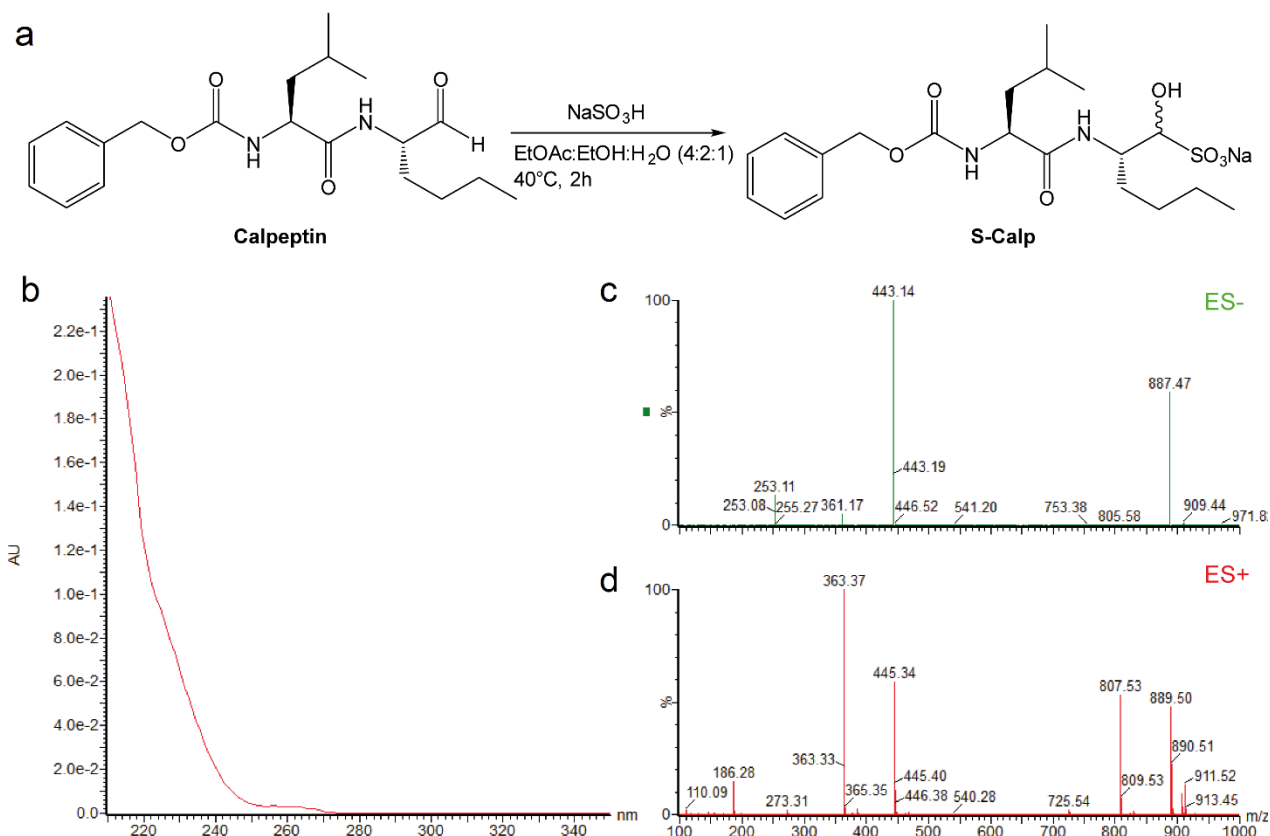 a
O
O
N
H
O
H
N
O
H
Calpeptin
NaSO3H
EtOAc:EtOH:H2O (4:2:1)
40°C, 2h
O
O
N
H
O
H
N
OH
SO3Na
S-Calp
b
AU
2.2e-1
2.0e-1
1.8e-1
1.6e-1
1.4e-1
1.2e-1
1.0e-1
8.0e-2
6.0e-2
4.0e-2
2.0e-2
0.0
220 240 260 280 300 320 340 nm
c
ES-
100
%
0
443.14
887.47
443.19
253.11
253.08
255.27
361.17
446.52
541.20
753.38
805.58
909.44
971.82
d
ES+
100
%
0
363.37
445.34
807.53
889.50
363.33
890.51
186.28
445.40
911.52
110.09
273.31
365.35
446.38
540.28
725.54
809.53
913.45
100 200 300 400 500 600 700 800 900 1000 m/z